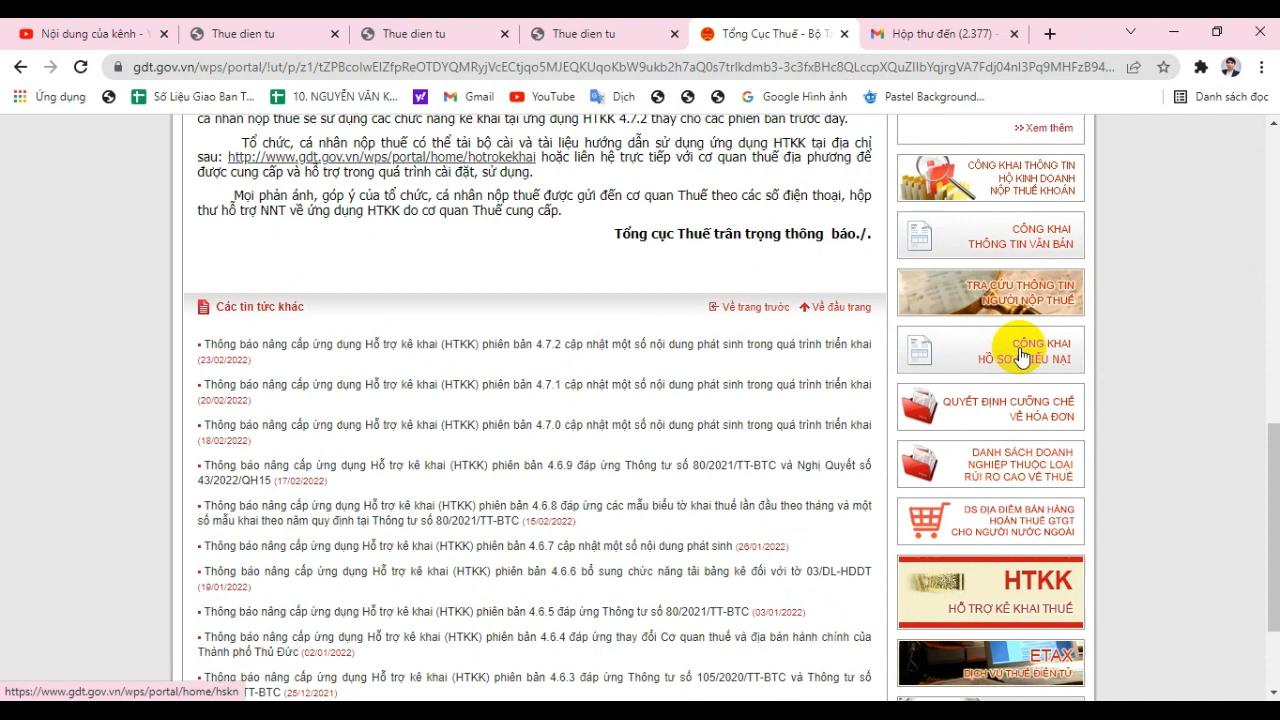 Nội dung của kênh -
Thue dien tu
Thue dien tu
Thue dien tu
Tổng Cục Thuế - Bộ Tà
Hộp thư đến (2.377) -
Ứng dụng
Số Liệu Giao Ban T...
10. NGUYỄN VĂN K...
Gmail
YouTube
Dịch
Google Hình ảnh
Pastel Background...
Danh sách đọc
cá nhân nộp thuế sẽ sử dụng các chức năng kê khai tại ứng dụng HTKK 4.7.2 thay cho các phiên bản trước đây.
Tổ chức, cá nhân nộp thuế có thể tải bộ cài và tài liệu hướng dẫn sử dụng ứng dụng HTKK tại địa chỉ
sau: http://www.gdt.gov.vn/wps/portal/home/hotrokekhai hoặc liên hệ trực tiếp với cơ quan thuế địa phương để
được cung cấp và hỗ trợ trong quá trình cài đặt, sử dụng.
Mọi phản ánh, góp ý của tổ chức, cá nhân nộp thuế được gửi đến cơ quan Thuế theo các số điện thoại, hộp
thư hỗ trợ NNT về ứng dụng HTKK do cơ quan Thuế cung cấp.
Tổng cục Thuế trân trọng thông báo./.
Các tin tức khác
Về trang trước
Về đầu trang
Thông báo nâng cấp ứng dụng Hỗ trợ kê khai (HTKK) phiên bản 4.7.2 cập nhật một số nội dung phát sinh trong quá trình triển khai
(23/02/2022)
Thông báo nâng cấp ứng dụng Hỗ trợ kê khai (HTKK) phiên bản 4.7.1 cập nhật một số nội dung phát sinh trong quá trình triển khai
(20/02/2022)
Thông báo nâng cấp ứng dụng Hỗ trợ kê khai (HTKK) phiên bản 4.7.0 cập nhật một số nội dung phát sinh trong quá trình triển khai
(18/02/2022)
Thông báo nâng cấp ứng dụng Hỗ trợ kê khai (HTKK) phiên bản 4.6.9 đáp ứng Thông tư số 80/2021/TT-BTC và Nghị Quyết số
43/2022/QH15 (17/02/2022)
Thông báo nâng cấp ứng dụng Hỗ trợ kê khai (HTKK) phiên bản 4.6.8 đáp ứng các mẫu biểu tờ khai thuế lần đầu theo tháng và một
số mẫu khai theo năm quy định tại Thông tư số 80/2021/TT-BTC (15/02/2022)
Thông báo nâng cấp ứng dụng Hỗ trợ kê khai (HTKK) phiên bản 4.6.7 cập nhật một số nội dung phát sinh (26/01/2022)
Thông báo nâng cấp ứng dụng Hỗ trợ kê khai (HTKK) phiên bản 4.6.6 bổ sung chức năng tải bảng kê đối với tờ 03/DL-HDDT
(19/01/2022)
Thông báo nâng cấp ứng dụng Hỗ trợ kê khai (HTKK) phiên bản 4.6.5 đáp ứng Thông tư số 80/2021/TT-BTC (03/01/2022)
Thông báo nâng cấp ứng dụng Hỗ trợ kê khai (HTKK) phiên bản 4.6.4 đáp ứng thay đổi Cơ quan thuế và địa bàn hành chính của
Thành phố Thủ Đức (02/01/2022)
Thông báo nâng cấp ứng dụng Hỗ trợ kê khai (HTKK) phiên bản 4.6.3 đáp ứng Thông tư số 105/2020/TT-BTC và Thông tư số
TT-BTC (25/12/2021)
https://www.gdt.gov.vn/wps/portal/home/hskn
>>Xem thêm
CÔNG KHAI THÔNG TIN
HỘ KINH DOANH
NỘP THUẾ KHOÁN
CÔNG KHAI
THÔNG TIN VĂN BẢN
TRA CỨU THÔNG TIN
NGƯỜI NỘP THUẾ
CÔNG KHAI
HỒ SƠ NẠI
QUYẾT ĐỊNH CƯỠNG CHẾ
VỀ HÓA ĐƠN
DANH SÁCH DOANH
NGHIỆP THUỘC LOẠI
RỦI RO CAO VỀ THUẾ
DS ĐỊA ĐIỂM BÁN HÀNG
HOÀN THUẾ GTGT
CHO NGƯỜI NƯỚC NGOÀI
HTKK
HỖ TRỢ KÊ KHAI THUẾ
ETAX
DỊCH VỤ THUẾ ĐIỆN TỬ